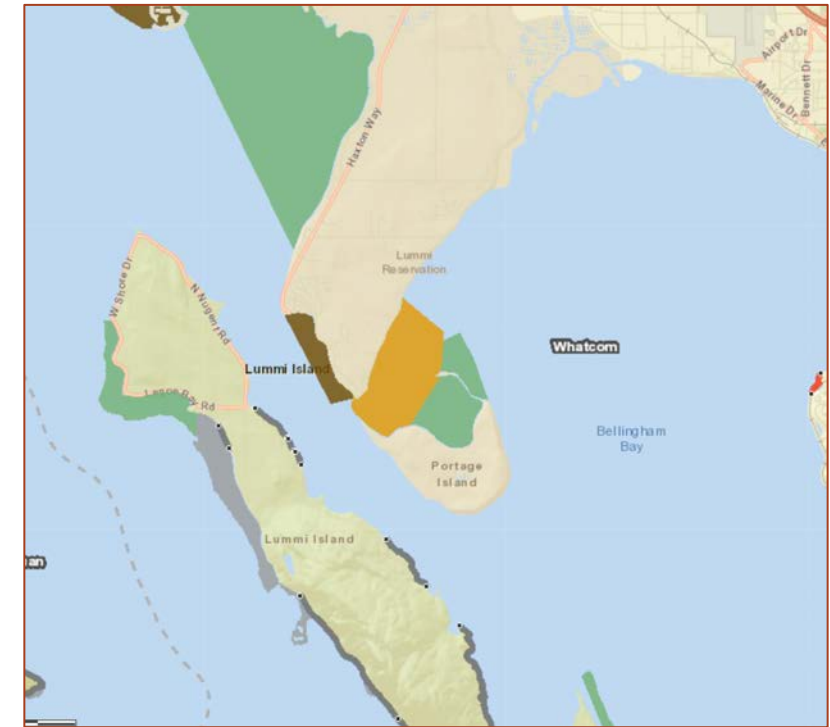 Airport Dr
Bennett Dr
Marine Dr
Haxton Way
Lummi
Reservation
W Shore Dr
N Nugent Rd
Whatcom
Lummi Island
Legoe Bay Rd
Bellingham
Bay
Portage
Island
Lummi Island
an